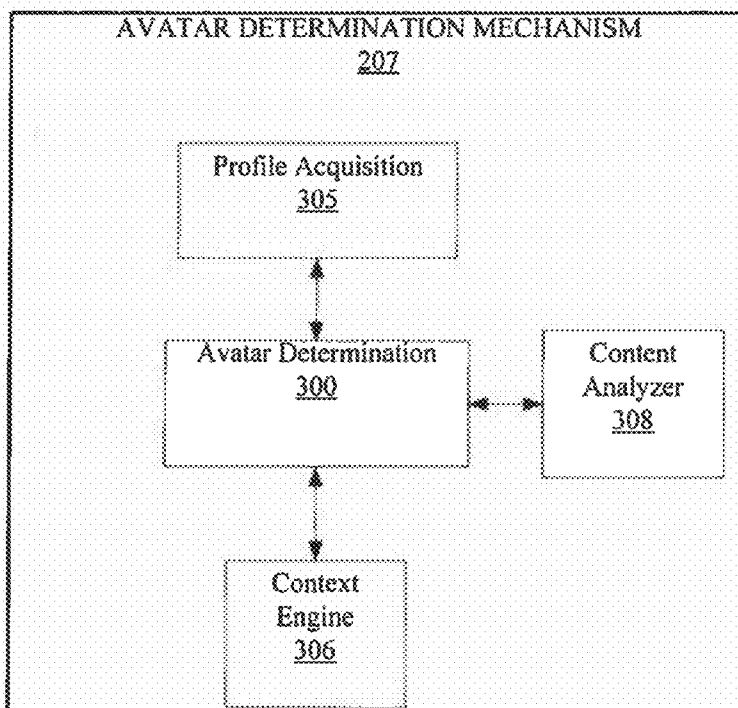 AVATAR DETERMINATION MECHANISM
207
Profile Acquisition
305
Avatar Determination
300
Content
Analyzer
308
Context
Engine
306